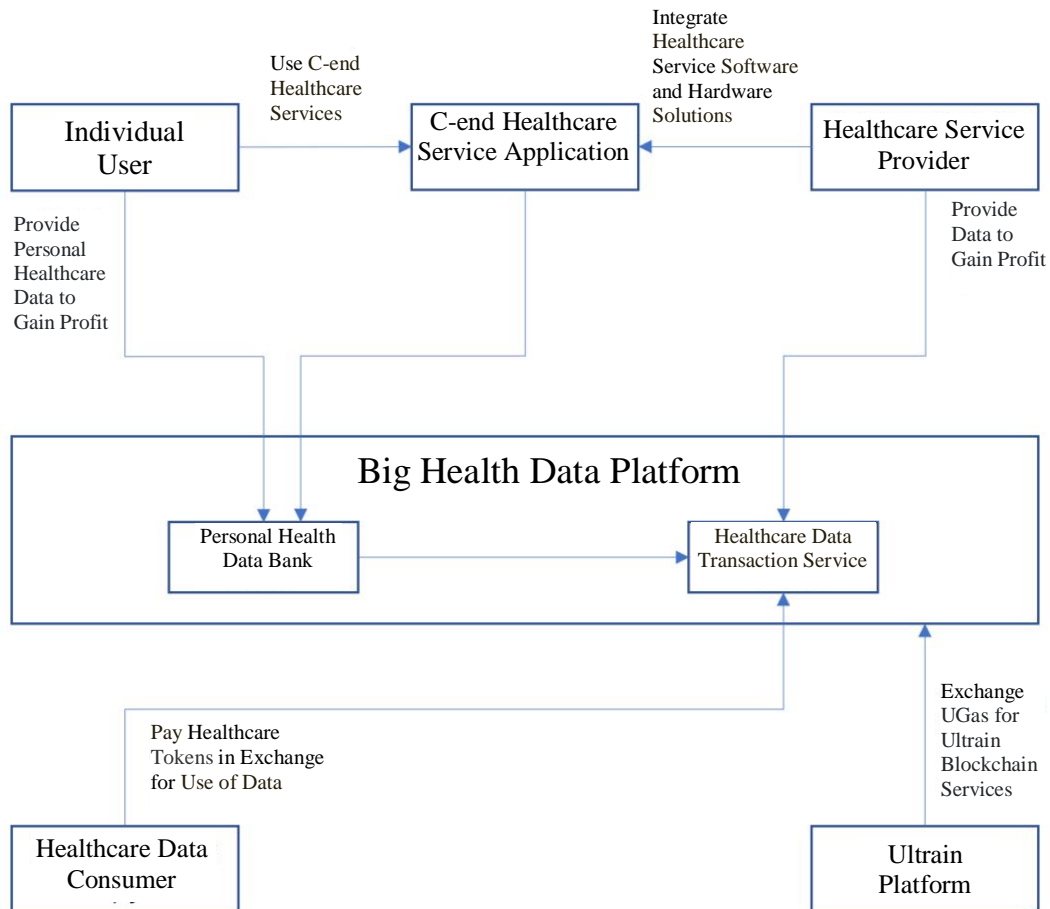 Integrate
Healthcare
Service Software
and Hardware
Solutions
Use C-end
Healthcare
Services
Individual
User
C-end Healthcare
Service Application
Healthcare Service
Provider
Provide
Personal
Healthcare
Data to
Gain Profit
Provide
Data to
Gain Profit
Big Health Data Platform
Personal Health
Data Bank
Healthcare Data
Transaction Service
Pay Healthcare
Tokens in Exchange
for Use of Data
Exchange
UGas for
Ultrain
Blockchain
Services
Healthcare Data
Consumer
Ultrain
Platform